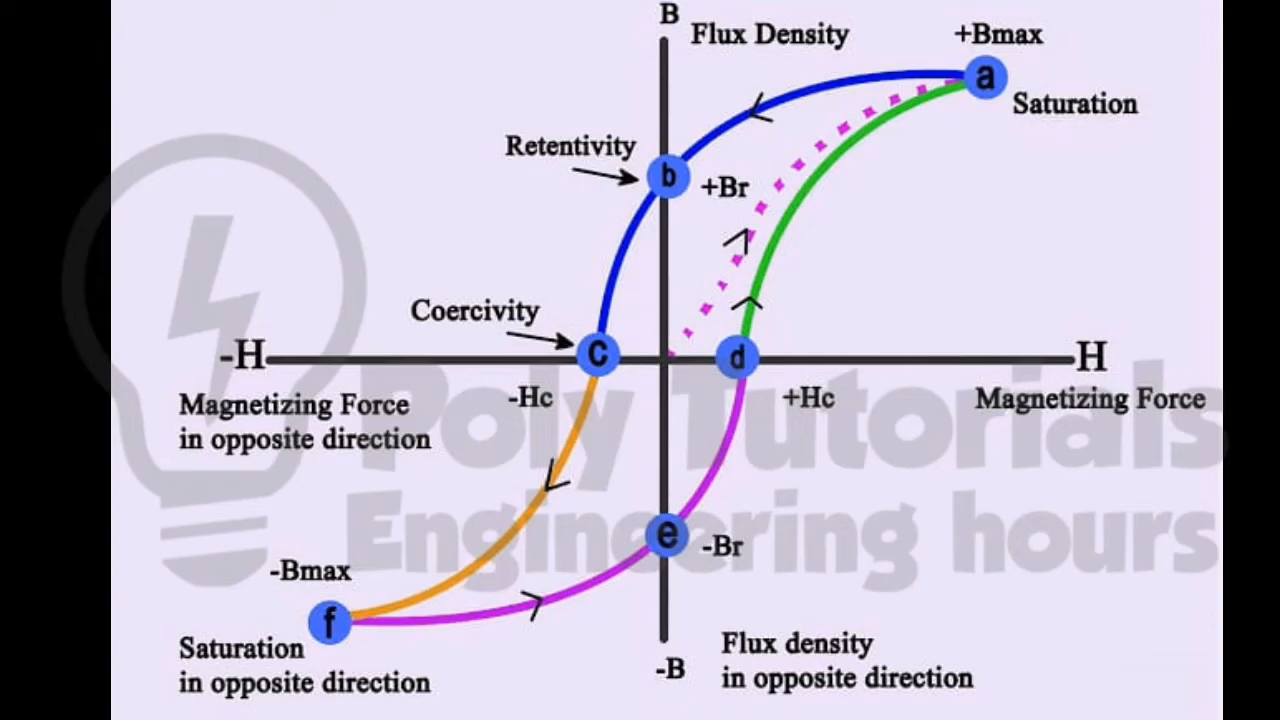 B
Flux Density
+Bmax
a
Saturation
Retentivity
b
+Br
Coercivity
-H
c
d
H
-Hc
+Hc
Magnetizing Force
in opposite direction
Magnetizing Force
Poly Tutorials
Engineering hours
e
-Br
-Bmax
f
Saturation
in opposite direction
-B
Flux density
in opposite direction